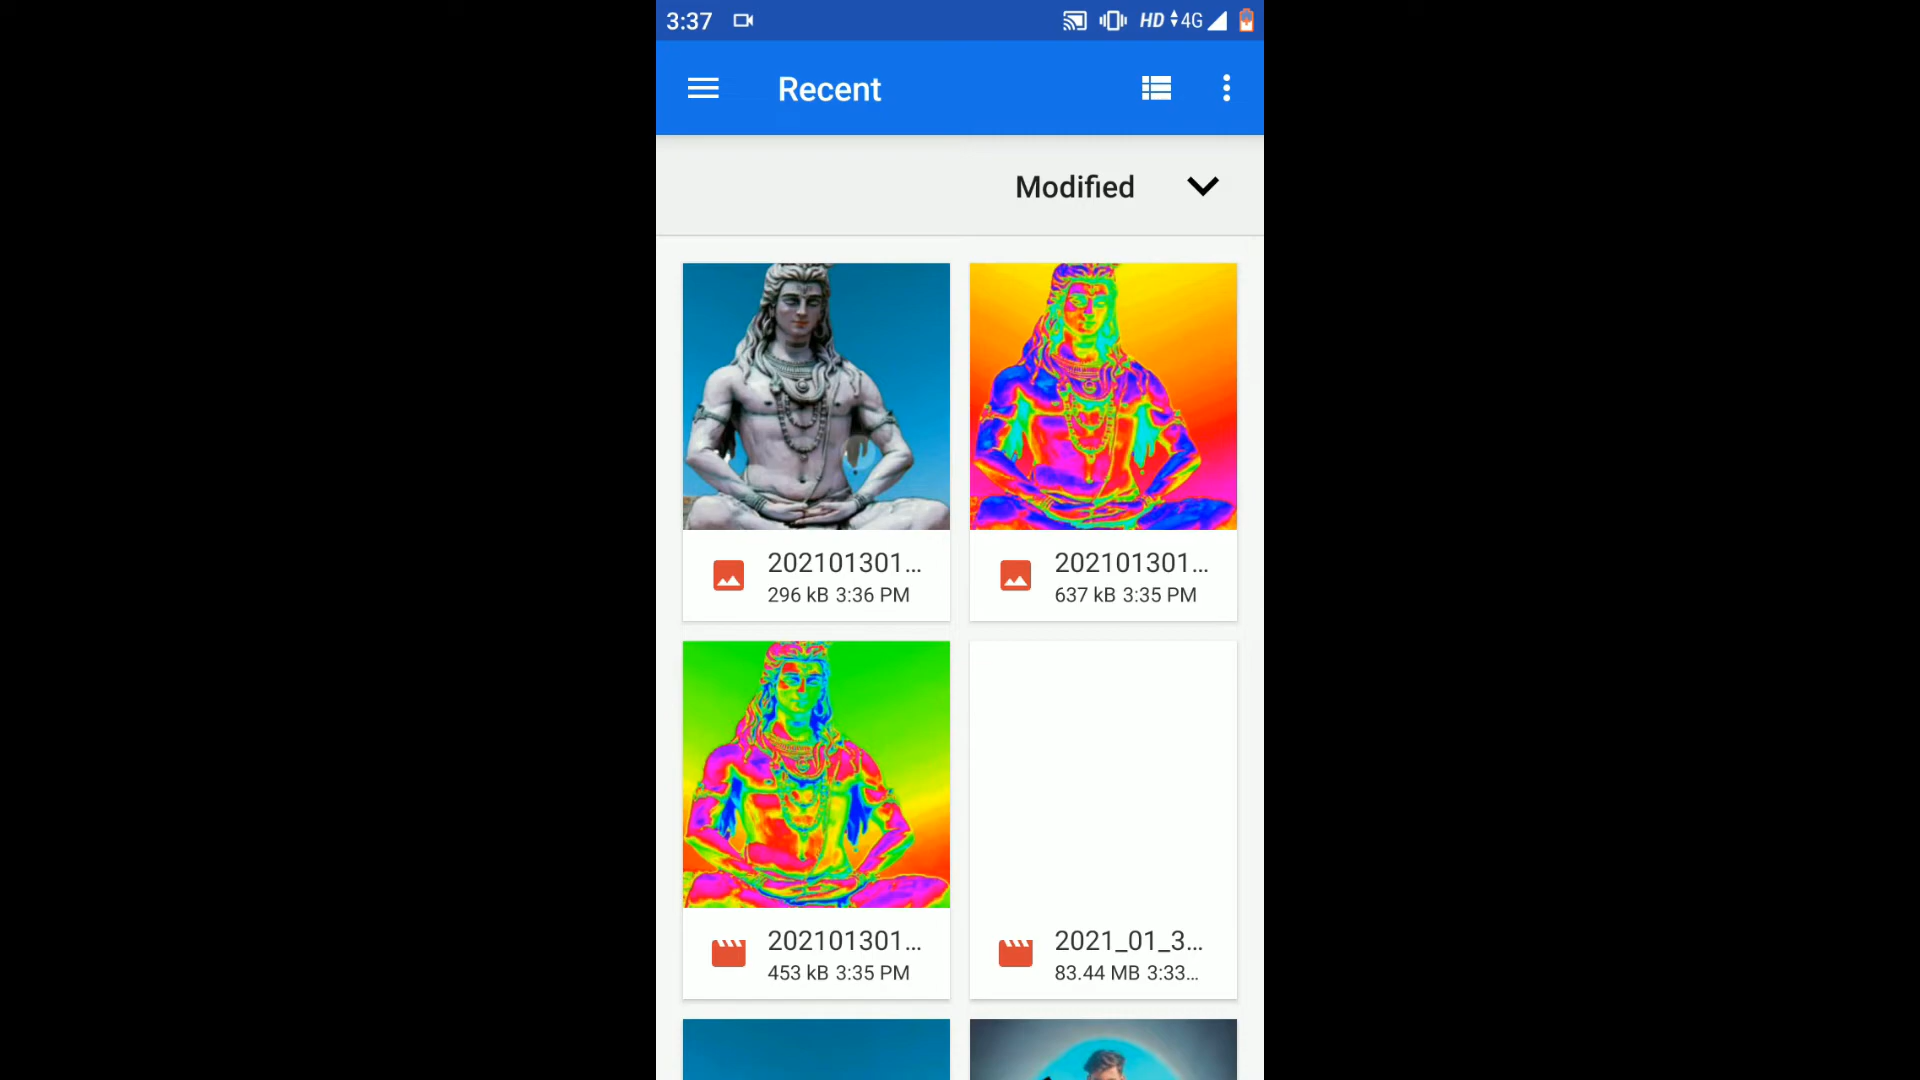 3:37
HD 4G
Recent
Modified
202101301...
296 kB 3:36 PM
202101301...
637 kB 3:35 PM
202101301...
453 kB 3:35 PM
2021_01_3...
83.44 MB 3:33...